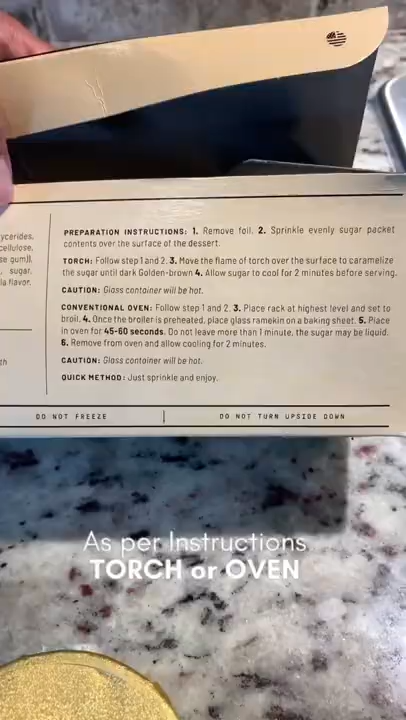 ycerides,
cellulose,
se gum)),
, sugar.
la flavor.
th
PREPARATION INSTRUCTIONS: 1. Remove foil. 2. Sprinkle evenly sugar packet
contents over the surface of the dessert.
TORCH: Follow step 1 and 2. 3. Move the flame of torch over the surface to caramelize
the sugar until dark Golden-brown 4. Allow sugar to cool for 2 minutes before serving.
CAUTION: Glass container will be hot.
CONVENTIONAL OVEN: Follow step 1 and 2. 3. Place rack at highest level and set to
broil. 4. Once the broiler is preheated, place glass ramekin on a baking sheet. 5. Place
in oven for 45-60 seconds. Do not leave more than 1 minute, the sugar may be liquid.
6. Remove from oven and allow cooling for 2 minutes.
CAUTION: Glass container will be hot.
QUICK METHOD: Just sprinkle and enjoy.
DO NOT FREEZE | DO NOT TURN UPSIDE DOWN
As per Instructions
TORCH or OVEN